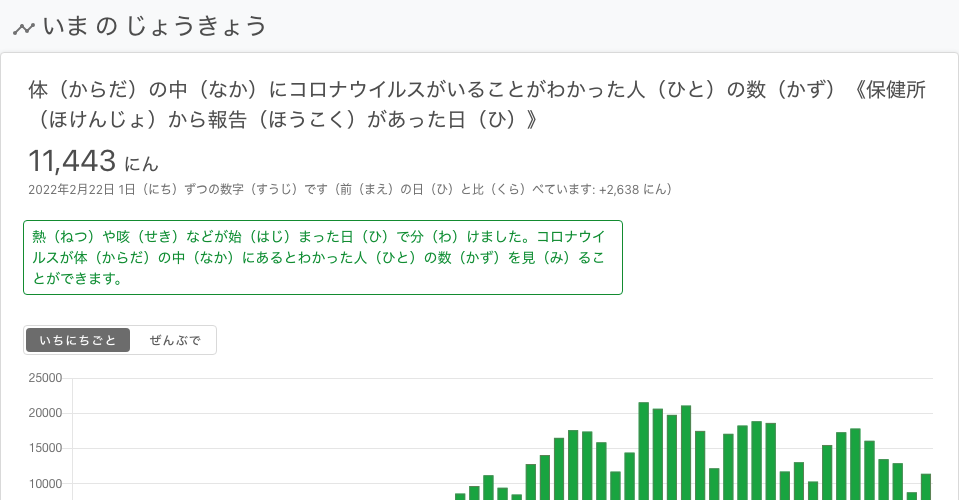 いま の じょうきょう
体（からだ）の中（なか）にコロナウイルスがいることがわかった人（ひと）の数（かず）《保健所
（ほけんじょ）から報告（ほうこく）があった日（ひ）》
11,443 にん
2022年2月22日 1日（にち）ずつの数字（すうじ）です（前（まえ）の日（ひ）と比（くら）べています: +2,638 にん）
熱（ねつ）や咳（せき）などが始（はじ）まった日（ひ）で分（わ）けました。コロナウイ
ルスが体（からだ）の中（なか）にあるとわかった人（ひと）の数（かず）を見（み）るこ
とができます。
いちにちごと ぜんぶで
25000
20000
15000
10000